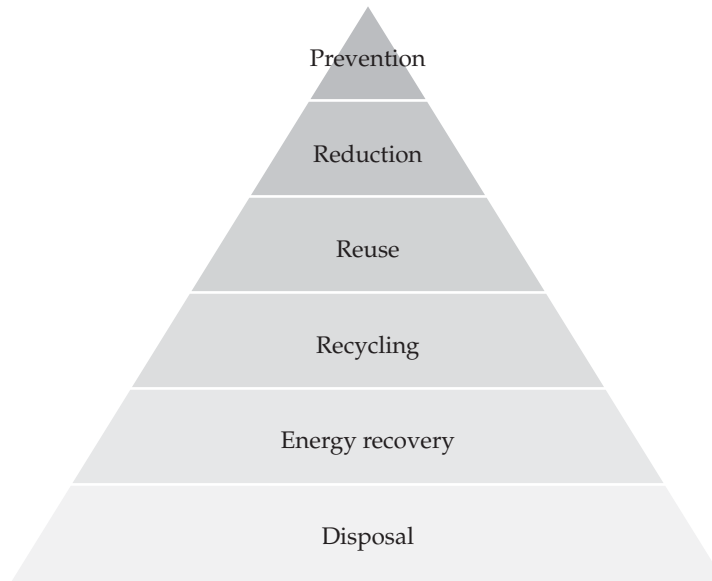 Prevention
Reduction
Reuse
Recycling
Energy recovery
Disposal